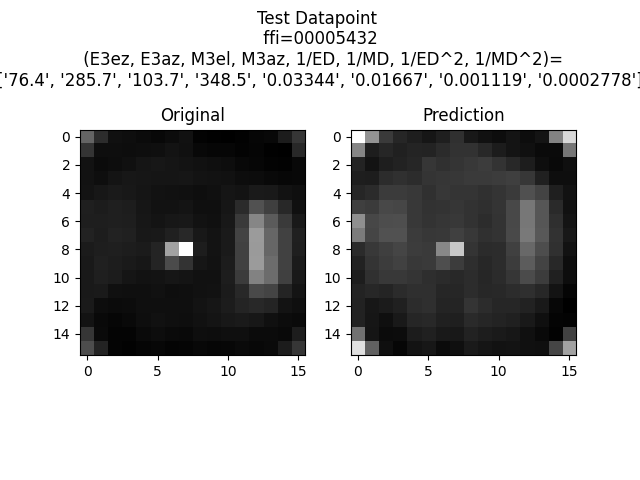 Test Datapoint
ffi=00005432
(E3ez, E3az, M3el, M3az, 1/ED, 1/MD, 1/ED^2, 1/MD^2)=
['76.4', '285.7', '103.7', '348.5', '0.03344', '0.01667', '0.001119', '0.0002778']
Original Prediction
0 0
2 2
4 4
6 6
8 8
10 10
12 12
14 14
0 5 10 15 0 5 10 15